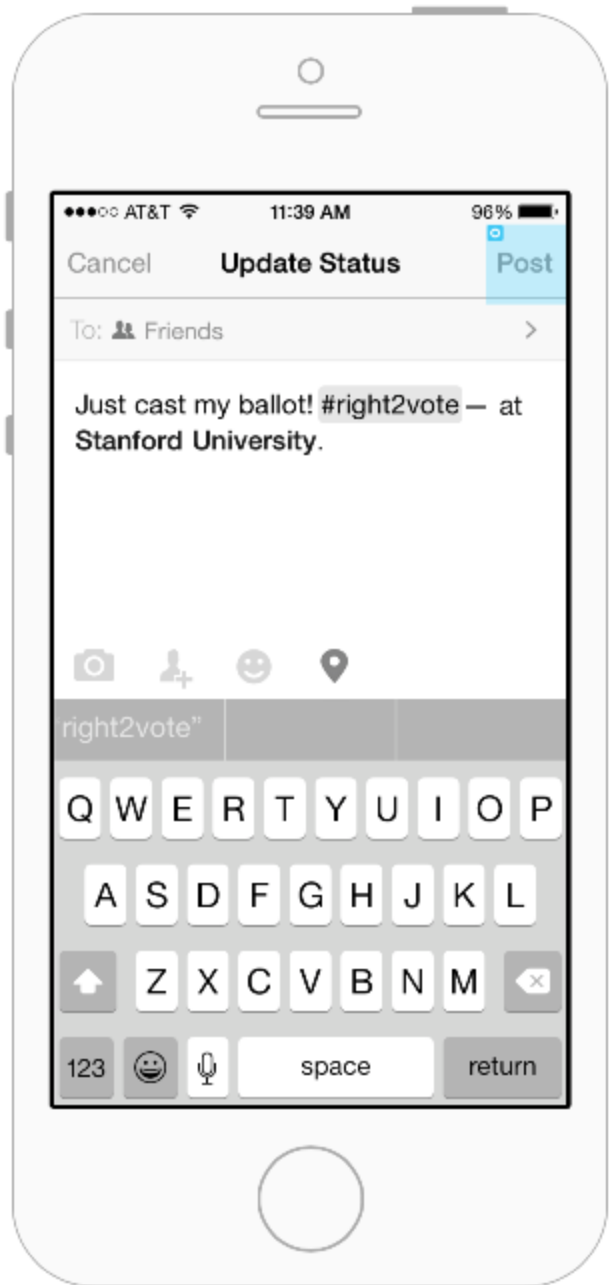 AT&T 11:39 AM 96%
Cancel Update Status Post
To: Friends
Just cast my ballot! #right2vote — at
Stanford University.
right2vote”
Q W E R T Y U I O P
A S D F G H J K L
Z X C V B N M
123 space return